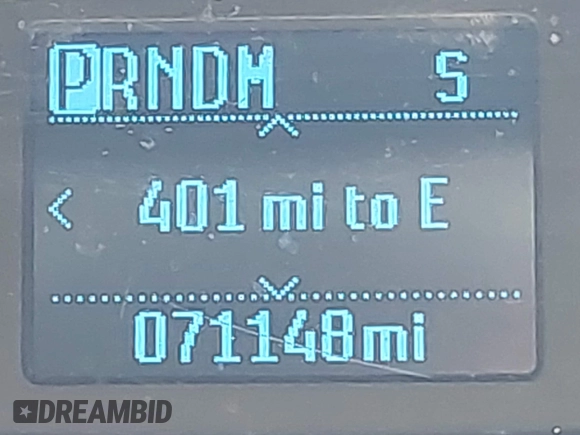 PRNDM S
< 401 mi to E
071148mi
DREAMBID